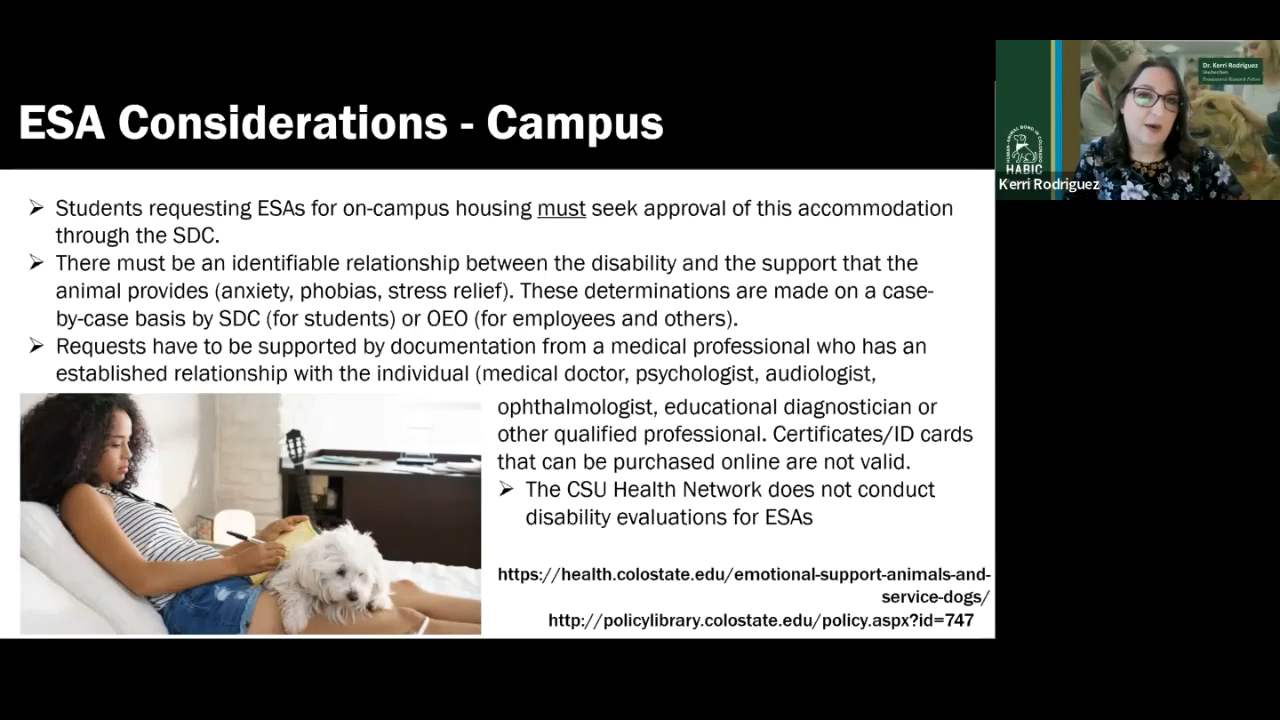 ESA Considerations - Campus
➢ Students requesting ESAs for on-campus housing must seek approval of this accommodation
through the SDC.
➢ There must be an identifiable relationship between the disability and the support that the
animal provides (anxiety, phobias, stress relief). These determinations are made on a case-
by-case basis by SDC (for students) or OEO (for employees and others).
➢ Requests have to be supported by documentation from a medical professional who has an
established relationship with the individual (medical doctor, psychologist, audiologist,
ophthalmologist, educational diagnostician or
other qualified professional. Certificates/ID cards
that can be purchased online are not valid.
➢ The CSU Health Network does not conduct
disability evaluations for ESAs
https://health.colostate.edu/emotional-support-animals-and-
service-dogs/
http://policylibrary.colostate.edu/policy.aspx?id=747
Dr. Kerri Rodriguez
HUMAN-ANIMAL BOND IN COLORADO
HABIC
Kerri Rodriguez